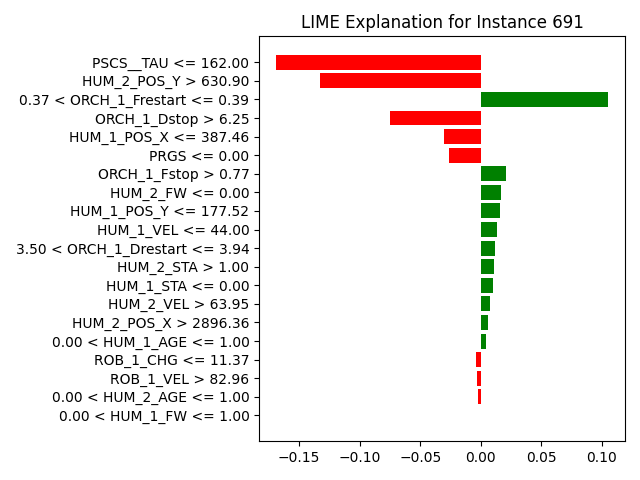 LIME Explanation for Instance 691
PSCS__TAU <= 162.00
HUM_2_POS_Y > 630.90
0.37 < ORCH_1_Frestart <= 0.39
ORCH_1_Dstop > 6.25
HUM_1_POS_X <= 387.46
PRGS <= 0.00
ORCH_1_Fstop > 0.77
HUM_2_FW <= 0.00
HUM_1_POS_Y <= 177.52
HUM_1_VEL <= 44.00
3.50 < ORCH_1_Drestart <= 3.94
HUM_2_STA > 1.00
HUM_1_STA <= 0.00
HUM_2_VEL > 63.95
HUM_2_POS_X > 2896.36
0.00 < HUM_1_AGE <= 1.00
ROB_1_CHG <= 11.37
ROB_1_VEL > 82.96
0.00 < HUM_2_AGE <= 1.00
0.00 < HUM_1_FW <= 1.00
−0.15 −0.10 −0.05 0.00 0.05 0.10